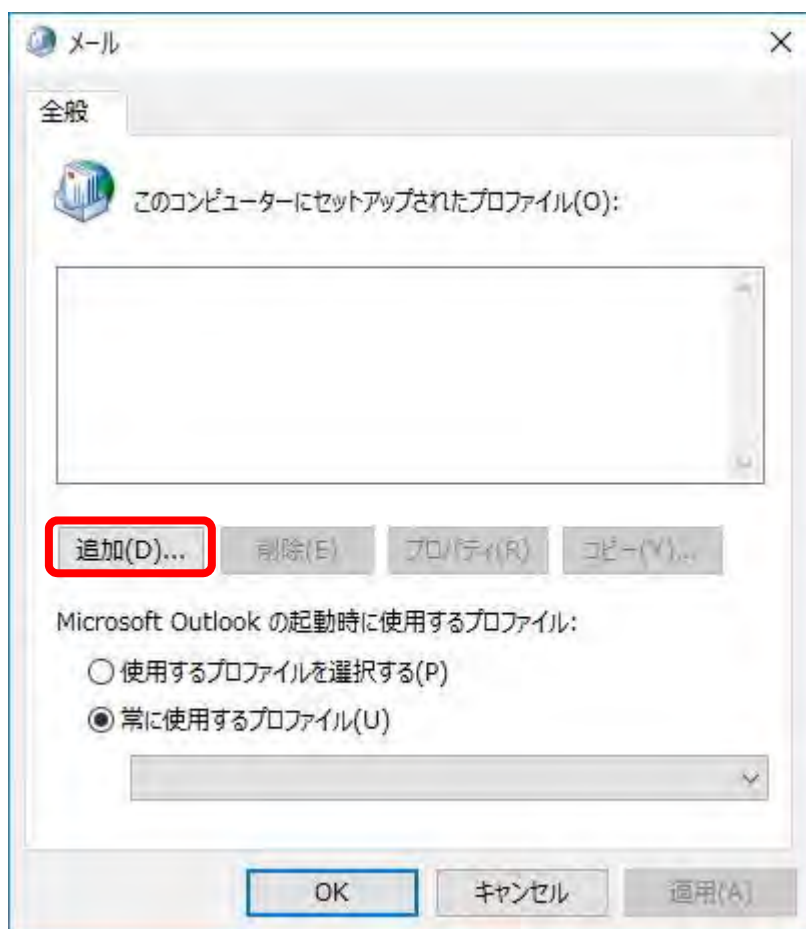 メール
全般
このコンピューターにセットアップされたプロファイル(O):
追加(D)... 削除(E) プロパティ(R) コピー(Y)...
Microsoft Outlook の起動時に使用するプロファイル:
使用するプロファイルを選択する(P)
常に使用するプロファイル(U)
OK キャンセル 適用(A)